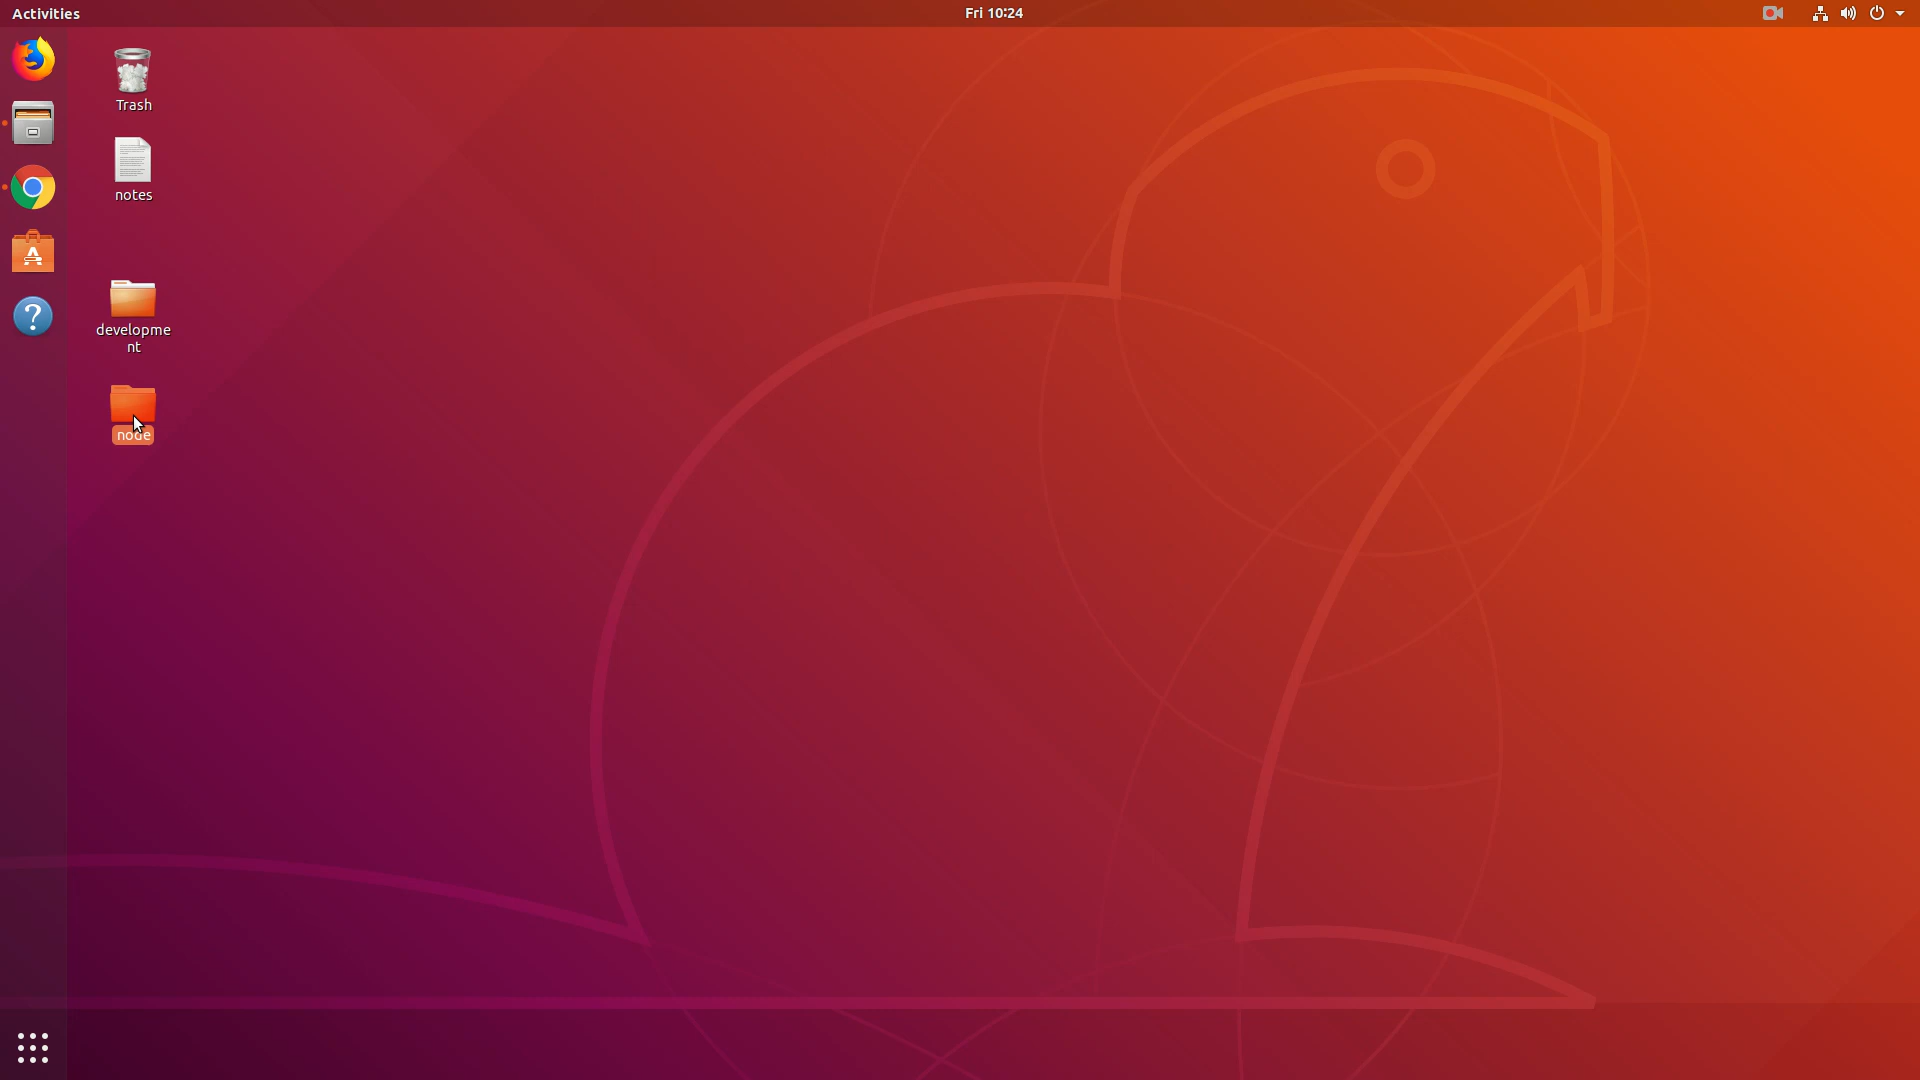 Activities
Fri 10:24
Trash
notes
developme
nt
node